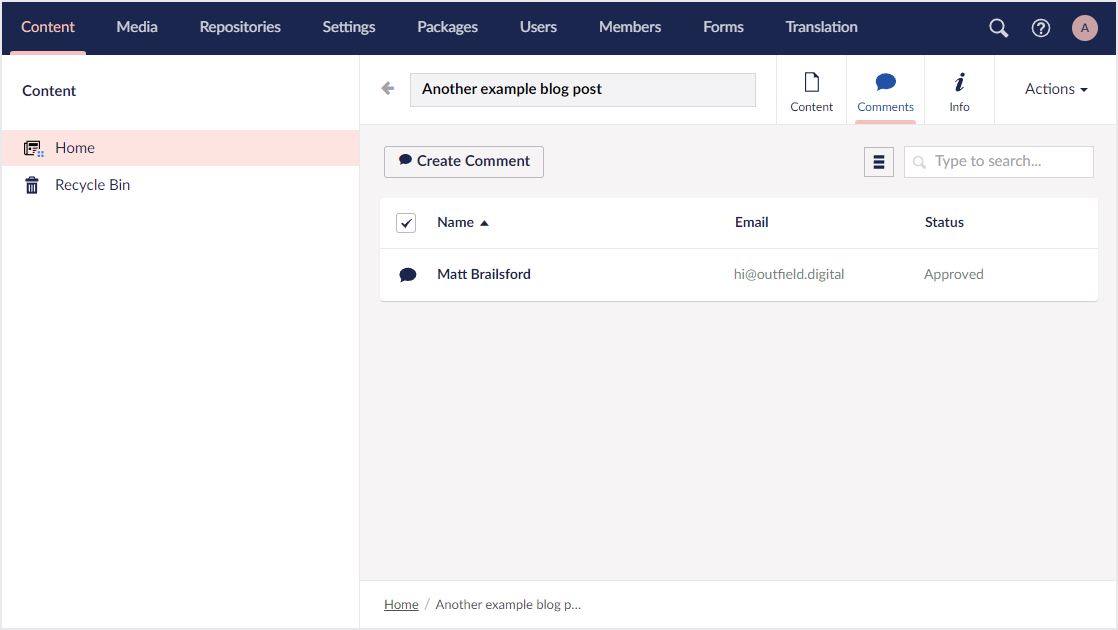 Content Media Repositories Settings Packages Users Members Forms Translation A
Content
Home
Recycle Bin
Another example blog post
Content Comments Info
Actions
Create Comment
Type to search...
Name Email Status
Matt Brailsford hi@outfield.digital Approved
Home / Another example blog p...